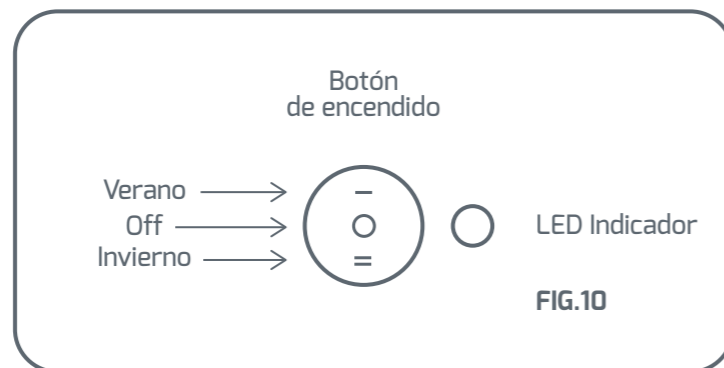 Botón
de encendido
Verano
Off
Invierno
LED Indicador
FIG.10